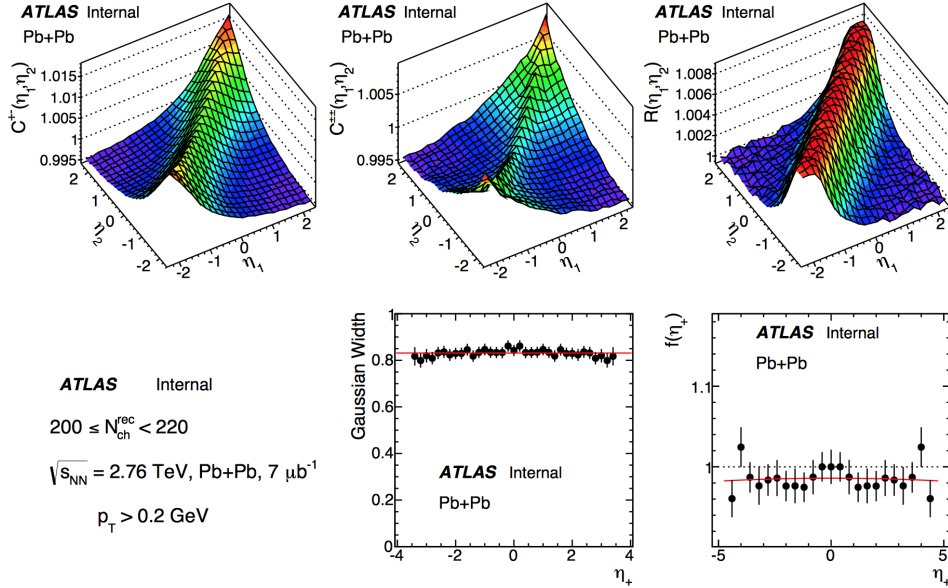 ATLAS Internal
Pb+Pb
C⁺⁻(η₁,η₂)
1.015
1.01
1.005
1
0.995
2
1
0
-1
-2
η₂
-2
-1
0
1
2
η₁
ATLAS Internal
Pb+Pb
C^±±(η₁,η₂)
1.005
1
0.995
2
1
0
-1
-2
η₂
-2
-1
0
1
2
η₁
ATLAS Internal
Pb+Pb
R(η₁,η₂)
1.008
1.006
1.004
1.002
1
2
1
0
-1
-2
η₂
-2
-1
0
1
2
η₁
ATLAS Internal
200 ≤ N_ch^rec < 220
√s_NN = 2.76 TeV, Pb+Pb, 7 μb⁻¹
p_T > 0.2 GeV
Gaussian Width
1
0.8
0.6
0.4
0.2
0
ATLAS Internal
Pb+Pb
-4
-2
0
2
4
η₊
f(η₊)
ATLAS Internal
Pb+Pb
1.1
1
-5
0
5
η₊